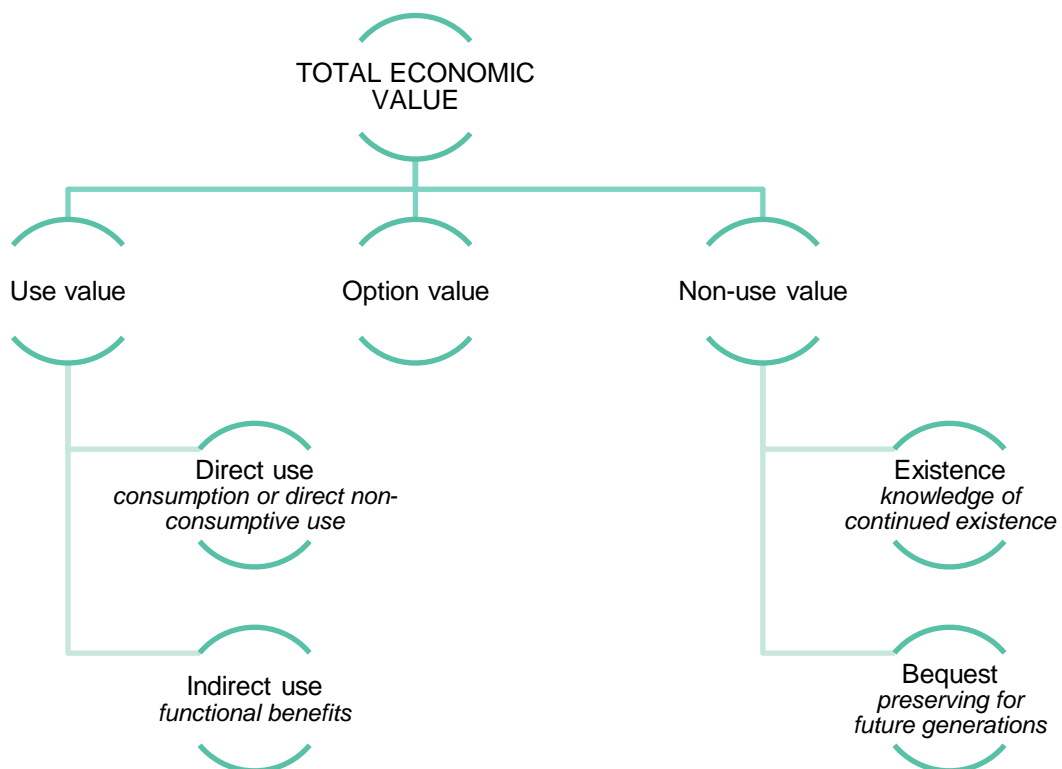 TOTAL ECONOMIC
VALUE
Use value
Option value
Non-use value
Direct use
consumption or direct non-
consumptive use
Existence
knowledge of
continued existence
Indirect use
functional benefits
Bequest
preserving for
future generations